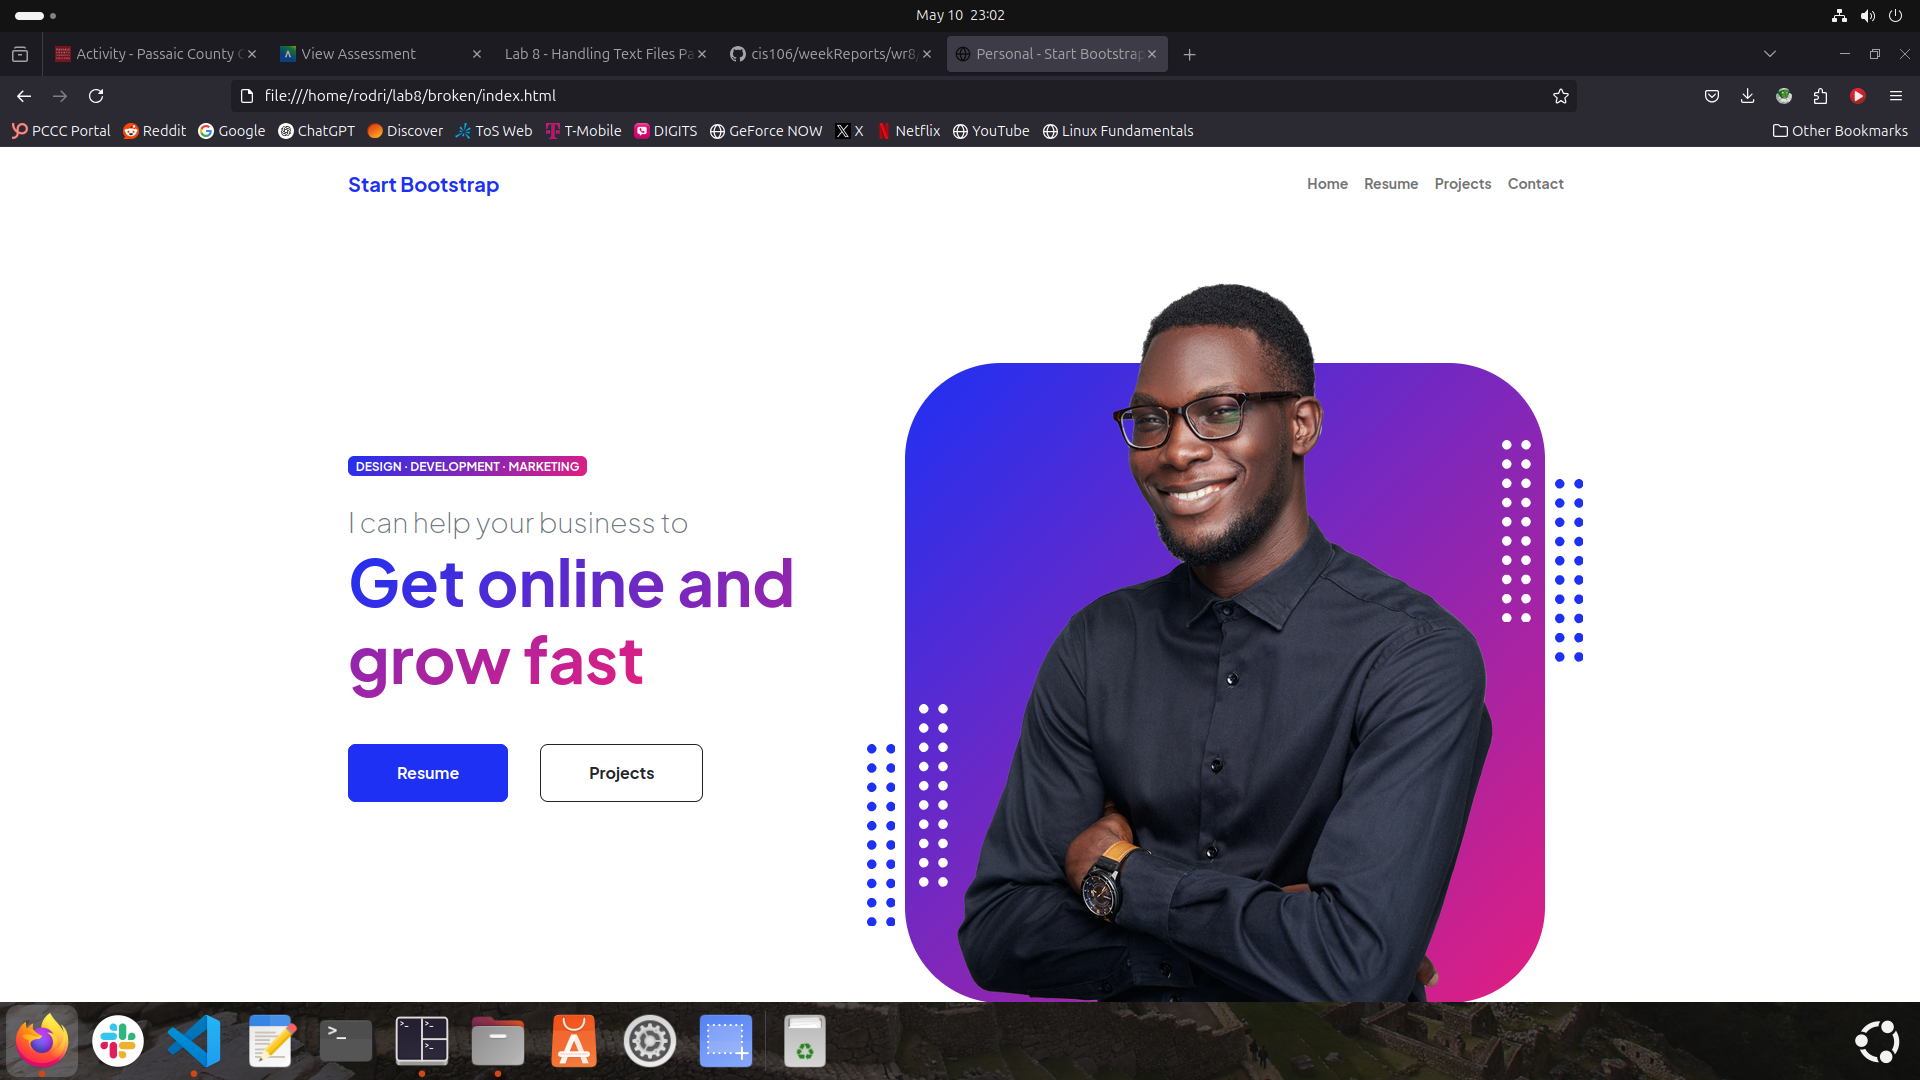 May 10 23:02
Activity - Passaic County
View Assessment
Lab 8 - Handling Text Files Pa
cis106/weekReports/wr8/
Personal - Start Bootstrap
file:///home/rodri/lab8/broken/index.html
PCCC Portal
Reddit
Google
ChatGPT
Discover
ToS Web
T-Mobile
DIGITS
GeForce NOW
X
Netflix
YouTube
Linux Fundamentals
Other Bookmarks
Start Bootstrap
Home
Resume
Projects
Contact
DESIGN · DEVELOPMENT · MARKETING
I can help your business to
Get online and
grow fast
Resume
Projects